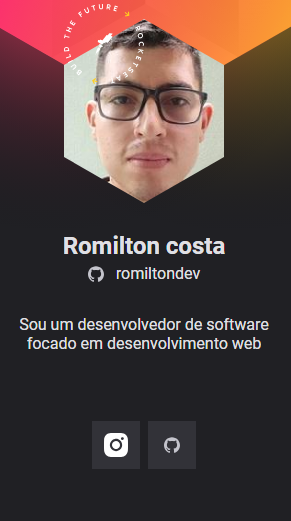 BUILD THE FUTURE → ROCKETSEAT
Romilton costa
romiltondev
Sou um desenvolvedor de software
focado em desenvolvimento web